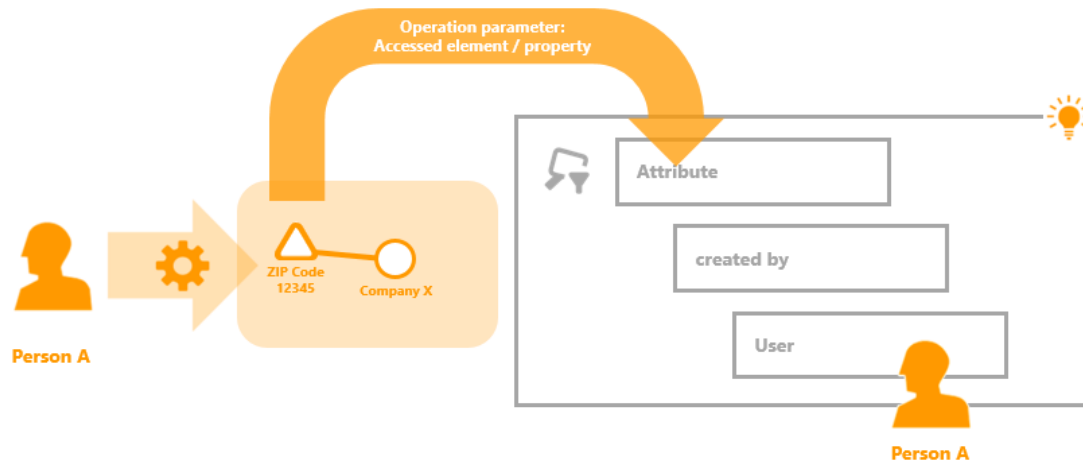 Operation parameter:
Accessed element / property
Attribute
created by
User
ZIP Code
12345
Company X
Person A
Person A